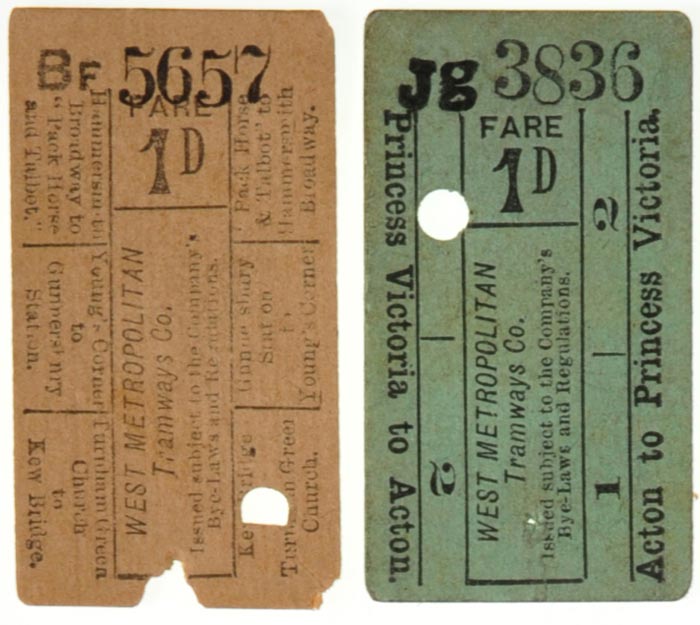 Bf 5657
FARE
1D
Hammersmith
Broadway to
"Pack Horse
and Talbot."
Young's Corner
to
Gunnersbury
Station.
Turnham Green
Church
to
Kew Bridge.
WEST METROPOLITAN
Tramways Co.
Issued subject to the Company's
Bye-Laws and Regulations.
Pack Horse
& Talbot" to
Hammersmith
Broadway.
Gunnersbury
Station
to
Young's Corner
Kew Bridge
Green
Church.
Jg 3836
FARE
1D
Princess Victoria to Acton.
2
WEST METROPOLITAN
Tramways Co.
Issued subject to the Company's
Bye-Laws and Regulations.
1
2
Acton to Princess Victoria.